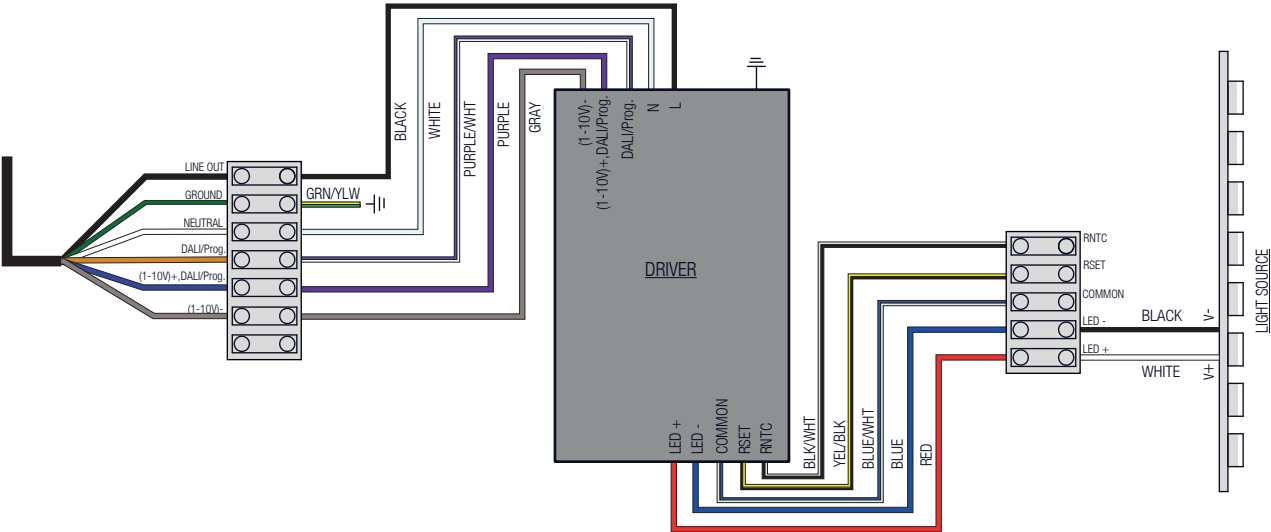 BLACK
WHITE
PURPLE/WHT
PURPLE
GRAY
(1-10V)-
(1-10V)+,DALI/Prog.
DALI/Prog.
N
L
LINE OUT
GROUND
NEUTRAL
DALI/Prog.
(1-10V)+,DALI/Prog.
(1-10V)-
GRN/YLW
DRIVER
LED +
LED -
COMMON
RSET
RNTC
BLK/WHT
YEL/BLK
BLUE/WHT
BLUE
RED
RNTC
RSET
COMMON
LED -
LED +
BLACK
WHITE
V-
V+
LIGHT SOURCE